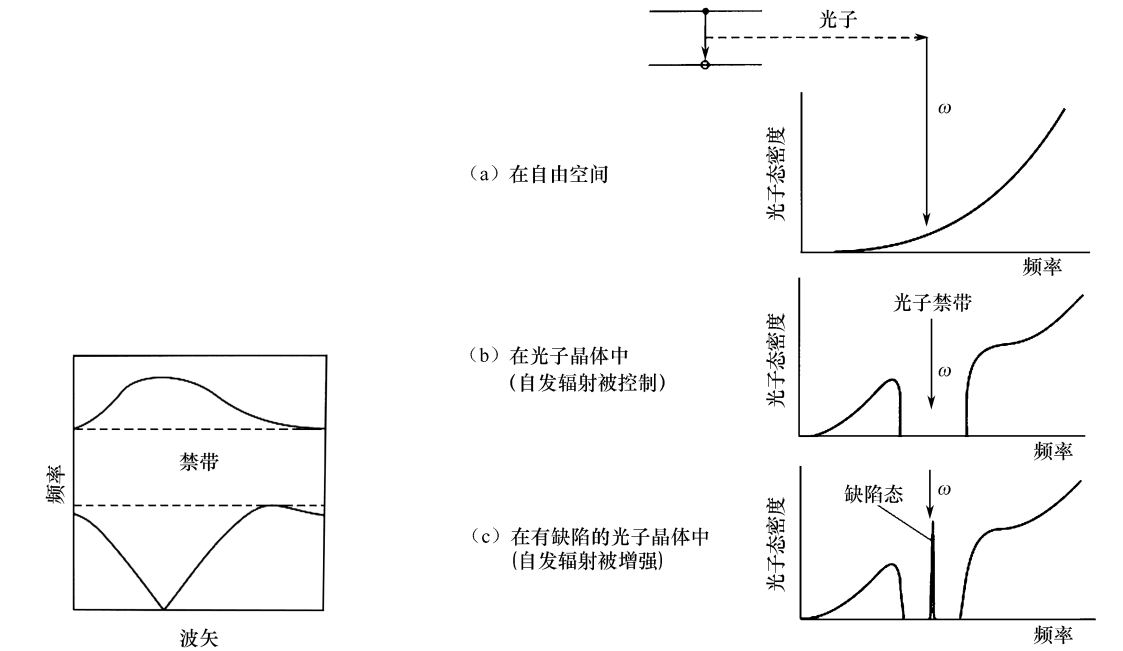 光子
ω
光子态密度
(a) 在自由空间
频率
光子禁带
ω
光子态密度
(b) 在光子晶体中
(自发辐射被控制)
频率
缺陷态
ω
光子态密度
(c) 在有缺陷的光子晶体中
(自发辐射被增强)
频率
禁带
频率
波矢